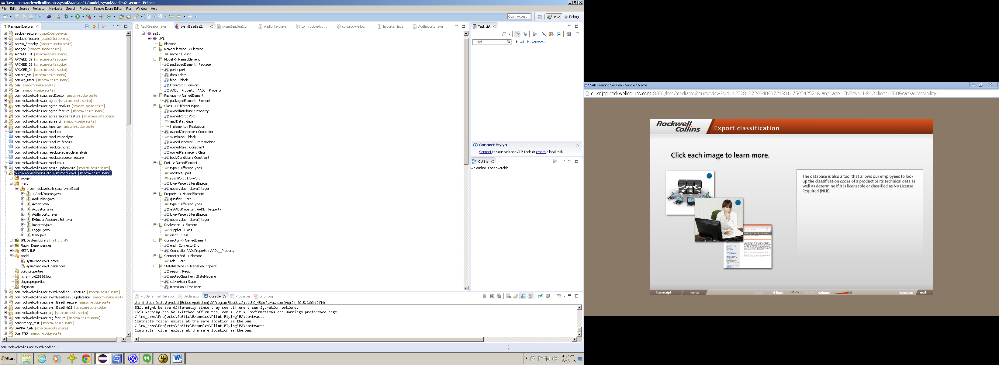 Java - com.rockwellcollins.atc.sysml2aadl.ea21/model/sysml2aadlea21.ecore - Eclipse
File Edit Source Refactor Navigate Search Project Sample Ecore Editor Run Window Help
Quick Access Java Debug
Package Explorer
aadlba-feature [osate2-ba develop]
aadlutils-feature [osate2-ba develop]
Active_Standby [smaccm-sosite sosite]
Apogee [smaccm-sosite sosite]
APOGEE_01 [smaccm-sosite sosite]
APOGEE_02 [smaccm-sosite sosite]
APOGEE_03 [smaccm-sosite sosite]
APOGEE_04 [smaccm-sosite sosite]
camera_vm [smaccm-sosite sosite]
camkes_timer [smaccm-sosite sosite]
can [smaccm-sosite sosite]
Car [smaccm-sosite sosite]
com.rockwellcollins.atc.aadl2sexp [smaccm-sosite sosite]
com.rockwellcollins.atc.agree [smaccm-sosite sosite]
com.rockwellcollins.atc.agree.analysis [smaccm-sosite sosite]
com.rockwellcollins.atc.agree.feature [smaccm-sosite sosite]
com.rockwellcollins.atc.agree.source.feature [smaccm-sosite sosite]
com.rockwellcollins.atc.agree.ui [smaccm-sosite sosite]
com.rockwellcollins.atc.linearize [smaccm-sosite sosite]
com.rockwellcollins.atc.resolute
com.rockwellcollins.atc.resolute.analysis
com.rockwellcollins.atc.resolute.feature
com.rockwellcollins.atc.resolute.ngrep
com.rockwellcollins.atc.resolute.schedule.analysis
com.rockwellcollins.atc.resolute.source.feature
com.rockwellcollins.atc.resolute.ui
com.rockwellcollins.atc.sosite.update.site [smaccm-sosite sosite]
> com.rockwellcollins.atc.sysml2aadl.ea21 [smaccm-sosite sosite]
src-gen
> src
> com.rockwellcollins.atc.sysml2aadl
> AadlCreator.java
AadlLinker.java
Action.java
Activator.java
AddImports.java
EAImportResourceSet.java
Importer.java
Logger.java
Main.java
JRE System Library [jre1.8.0_45]
Plug-in Dependencies
META-INF
model
sysml2aadlea21.ecore
sysml2aadlea21.genmodel
build.properties
hs_err_pid28996.log
plugin.properties
plugin.xml
com.rockwellcollins.atc.sysml2aadl.ea21.feature [smaccm-sosite sosite]
com.rockwellcollins.atc.sysml2aadl.ea21.updatesite [smaccm-sosite sosite]
com.rockwellcollins.atc.sysml2aadl.feature [smaccm-sosite sosite]
com.rockwellcollins.atc.sysml2aadl.rh21 [smaccm-sosite sosite]
com.rockwellcollins.atc.tcg [smaccm-sosite sosite]
com.rockwellcollins.atc.tcg.feature [smaccm-sosite sosite]
consistency_test [smaccm-sosite sosite]
DARPA_CAN [smaccm-sosite sosite]
Dual FGS [smaccm-sosite sosite]
com.rockwellcollins.atc.sysml2aadl.ea21
AadlCreator.java sysml2aadlea2... sysml2aadlea2... AadlLinker.java com.rockwellco... com.rockwellco... Importer.java AddImports.java
ea21
UML
Element
NamedElement -> Element
name : EString
Model -> NamedElement
packagedElement : Package
port : port
data : data
block : block
FlowPort : FlowPort
AADL__Property : AADL__Property
Package -> NamedElement
packagedElement : Element
Class -> DifferentTypes
ownedAttribute : Property
ownedPort : Port
aadlData : data
implements : Realization
ownedConnector : Connector
sysmlBlock : block
ownedBehavior : StateMachine
ownedRule : Constraint
ownedParameter : Class
bodyCondition : Constraint
Port -> NamedElement
type : DifferentTypes
aadlPort : port
sysmlPort : FlowPort
lowerValue : LiteralInteger
upperValue : LiteralInteger
Property -> NamedElement
qualifier : Port
type : DifferentTypes
allAADLProperty : AADL__Property
lowerValue : LiteralInteger
upperValue : LiteralInteger
Realization -> Element
supplier : Class
client : Class
Connector -> NamedElement
end : ConnectorEnd
ConnectionAADLProperty : AADL__Property
ConnectorEnd -> Element
role : Port
StateMachine -> TransitionEndpoint
region : Region
nestedClassifier : StateMachine
subvertex : State
transition : Transition
Task List
Find All Activate...
Connect Mylyn
Connect to your task and ALM tools or create a local task.
Outline
An outline is not available.
Problems Javadoc Declaration Console Properties Error Log
<terminated> Osate 2 product [Eclipse Application] C:\Program Files\Java\jre1.8.0_45\bin\javaw.exe (Aug 24, 2015, 3:00:10 PM)
EGit might behave differently since they see different configuration options.
This warning can be switched off on the Team > Git > Confirmations and Warnings preference page.
C:\rw_apps\Projects\SoSite\Examples\Pilot Flying\EA\contracts
Contracts folder exists at the same location as the xmi!
C:\rw_apps\Projects\SoSite\Examples\Pilot Flying\EA\contracts
Contracts folder exists at the same location as the xmi!
Start
4:17 PM
8/24/2015
SAP Learning Solution - Google Chrome
ciusrjbp.rockwellcollins.com:8080/lms/mediator/courseview?sid=1272848729840937218814759542521&language=EN&sys=HR1&client=300&sap-accessibility=
Rockwell Collins
Export classification
Click each image to learn more.
The database is also a tool that allows our employees to look
up the classification codes of a product or its technical data as
well as determine if it is licensable or classified as No License
Required (NLR).
3
transcript menu pause Back 5 of 26 Next volume resources exit